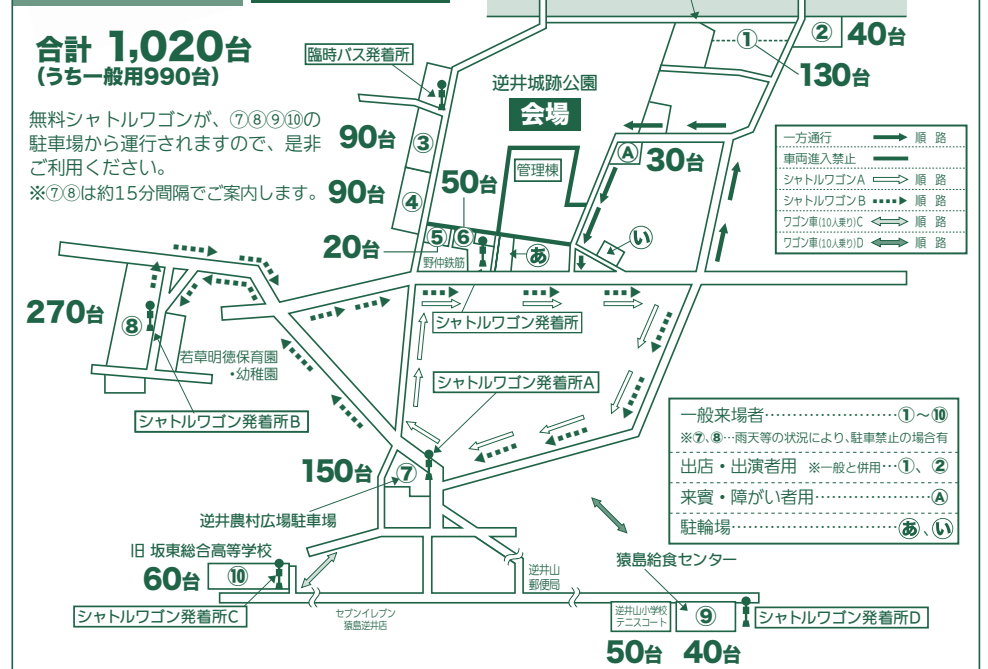 合計 1,020台
(うち一般用990台)
無料シャトルワゴンが、⑦⑧⑨⑩の
駐車場から運行されますので、是非
ご利用ください。
※⑦⑧は約15分間隔でご案内します。
臨時バス発着所
逆井城跡公園
会場
管理棟
①
130台
②
40台
Ⓐ
30台
90台
③
90台
④
50台
⑤
⑥
20台
野仲鉄筋
あ
い
一方通行 順路
車両進入禁止
シャトルワゴンA 順路
シャトルワゴンB 順路
ワゴン車(10人乗り)C 順路
ワゴン車(10人乗り)D 順路
270台
⑧
若草明徳保育園
・幼稚園
シャトルワゴン発着所B
シャトルワゴン発着所
シャトルワゴン発着所A
150台
⑦
逆井農村広場駐車場
一般来場者…①~⑩
※⑦、⑧…雨天等の状況により、駐車禁止の場合有
出店・出演者用 ※一般と併用…①、②
来賓・障がい者用…Ⓐ
駐輪場…あ、い
旧 坂東総合高等学校
60台
⑩
シャトルワゴン発着所C
セブンイレブン
猿島逆井店
逆井山
郵便局
猿島給食センター
逆井山小学校
テニスコート
⑨
シャトルワゴン発着所D
50台
40台